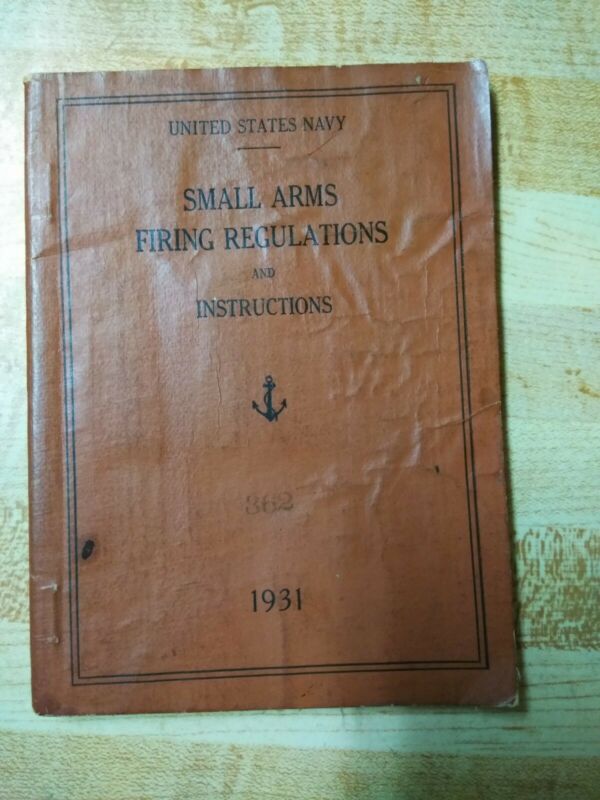 UNITED STATES NAVY
SMALL ARMS
FIRING REGULATIONS
AND
INSTRUCTIONS
362
1931